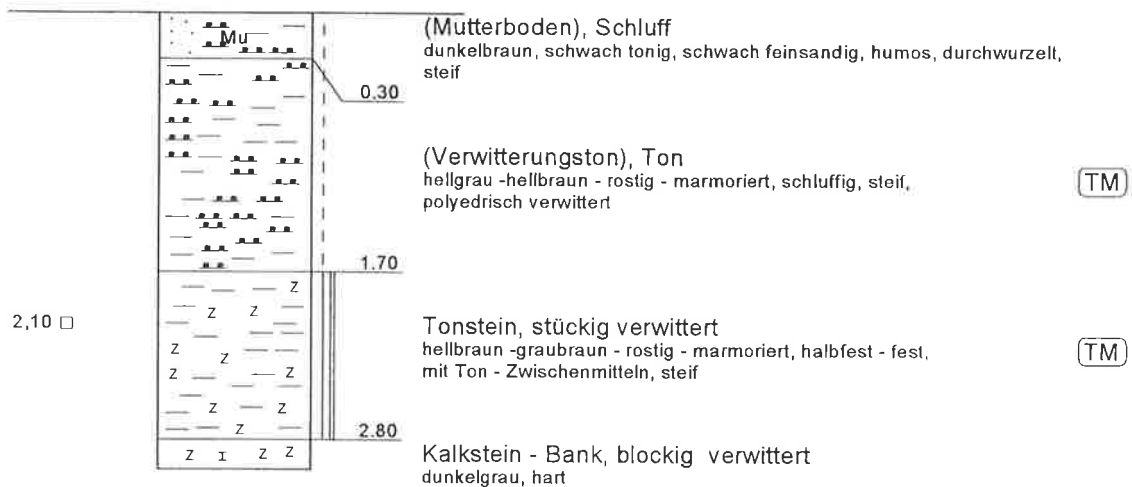 (Mutterboden), Schluff
Mu
dunkelbraun, schwach tonig, schwach feinsandig, humos, durchwurzelt,
steif
0,30
(Verwitterungston), Ton
hellgrau -hellbraun - rostig - marmoriert, schluffig, steif,
polyedrisch verwittert
TM
1.70
2,10 □
Tonstein, stückig verwittert
hellbraun -graubraun - rostig - marmoriert, halbfest - fest,
mit Ton - Zwischenmitteln, steif
TM
Z
Z Z
Z Z
Z Z
Z
Z
2.80
Kalkstein - Bank, blockig verwittert
Z I Z Z
dunkelgrau, hart